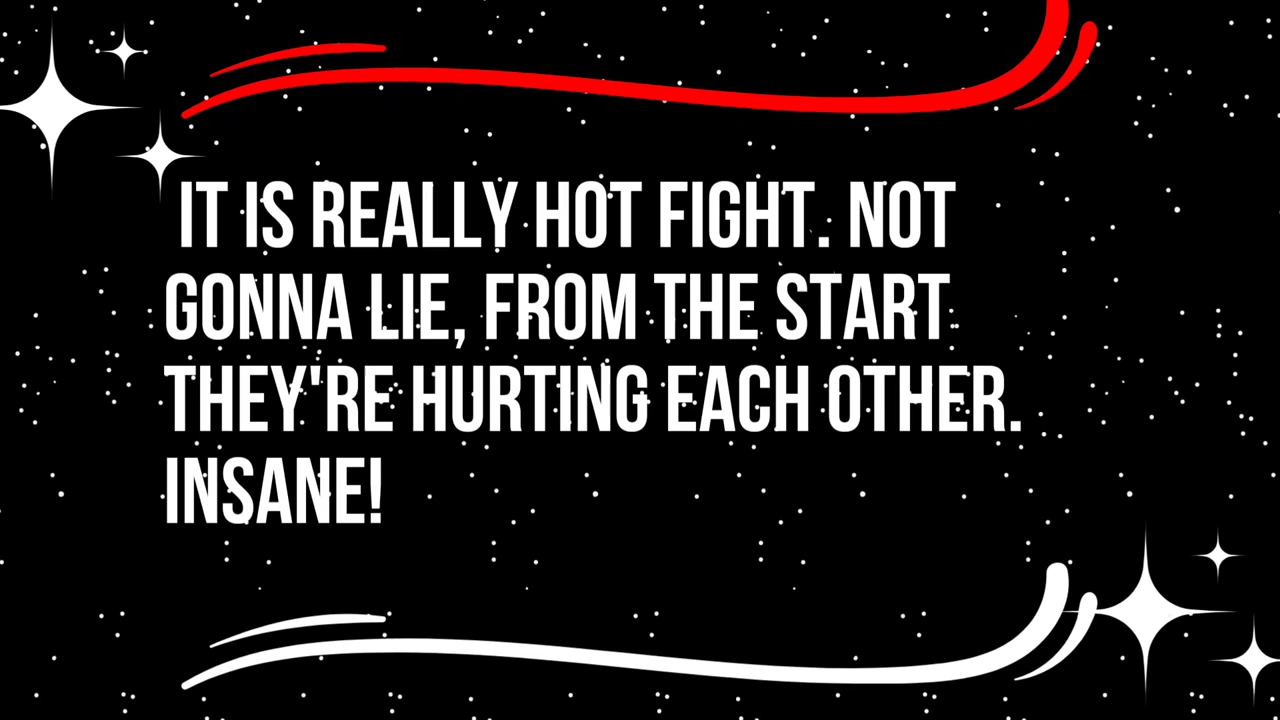 IT IS REALLY HOT FIGHT. NOT
GONNA LIE, FROM THE START
THEY'RE HURTING EACH OTHER.
INSANE!